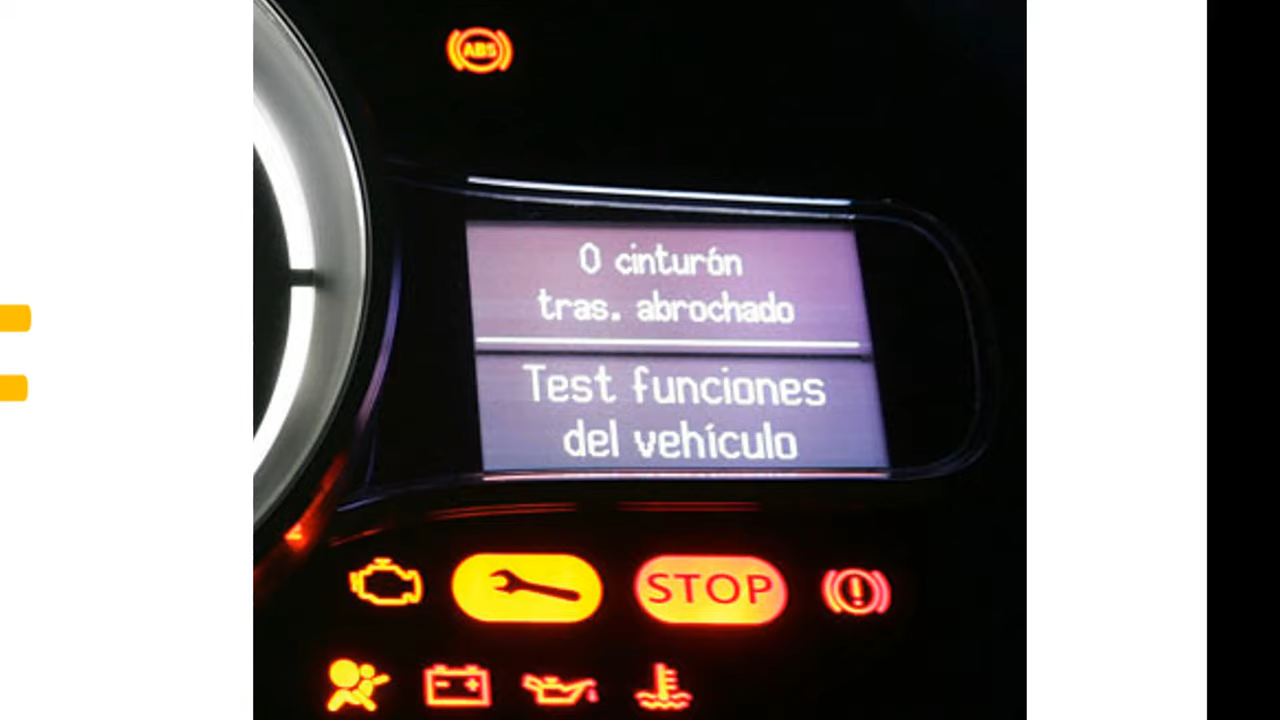 ABS
0 cinturón
tras. abrochado
Test funciones
del vehículo
STOP